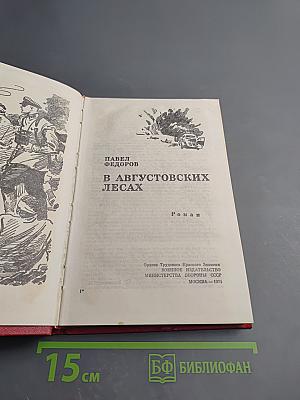 ПАВЕЛ
ФЕДОРОВ
В АВГУСТОВСКИХ
ЛЕСАХ
Роман
Ордена Трудового Красного Знамени
ВОЕННОЕ ИЗДАТЕЛЬСТВО
МИНИСТЕРСТВА ОБОРОНЫ СССР
МОСКВА —
1*
15 см
БФ БИБЛИОФАН